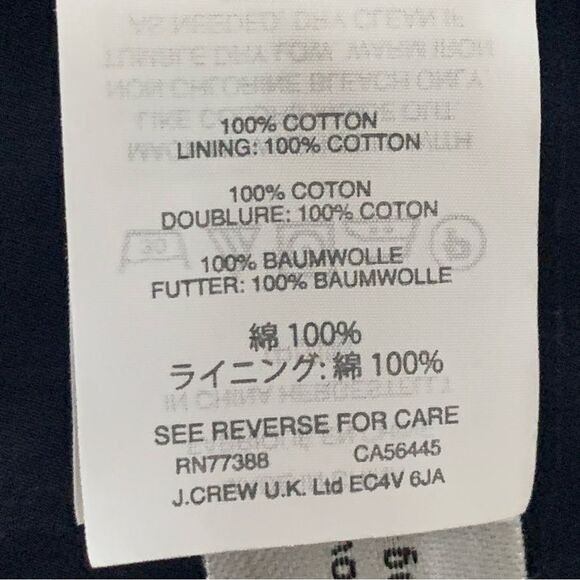 100% COTTON
LINING: 100% COTTON
100% COTON
DOUBLURE: 100% COTON
100% BAUMWOLLE
FUTTER: 100% BAUMWOLLE
綿 100%
ライニング: 綿 100%
SEE REVERSE FOR CARE
RN77388 CA56445
J.CREW U.K. Ltd EC4V 6JA